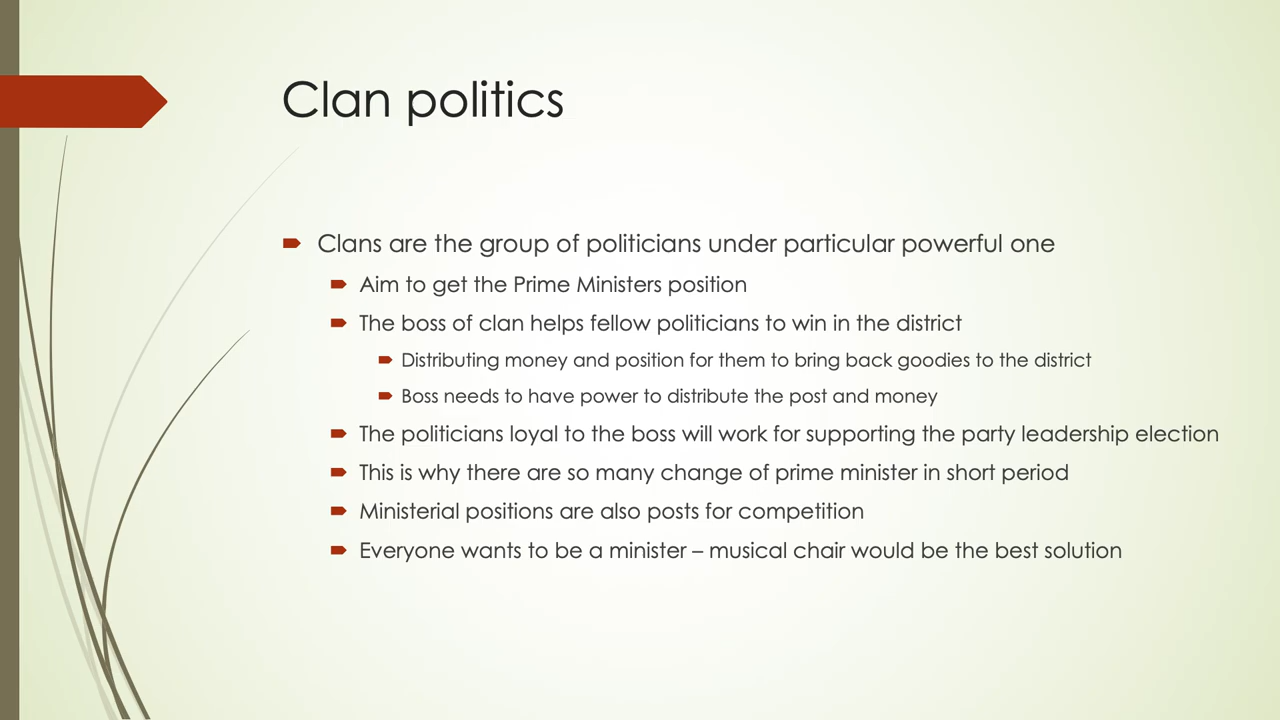 Clan politics
Clans are the group of politicians under particular powerful one
Aim to get the Prime Ministers position
The boss of clan helps fellow politicians to win in the district
Distributing money and position for them to bring back goodies to the district
Boss needs to have power to distribute the post and money
The politicians loyal to the boss will work for supporting the party leadership election
This is why there are so many change of prime minister in short period
Ministerial positions are also posts for competition
Everyone wants to be a minister – musical chair would be the best solution